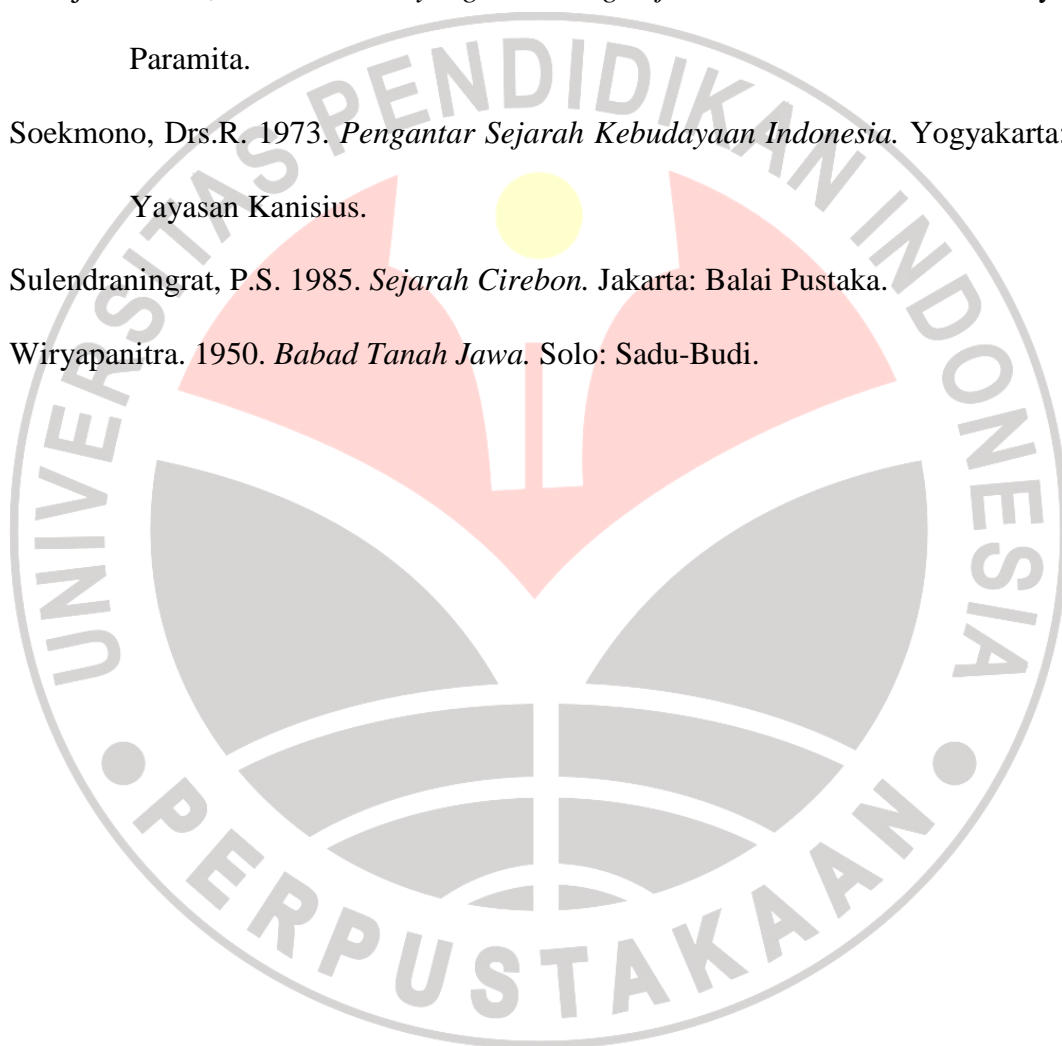 Paramita.
Soekmono, Drs.R. 1973. Pengantar Sejarah Kebudayaan Indonesia. Yogyakarta:
Yayasan Kanisius.
Sulendraningrat, P.S. 1985. Sejarah Cirebon. Jakarta: Balai Pustaka.
Wiryapanitra. 1950. Babad Tanah Jawa. Solo: Sadu-Budi.
UNIVERSITAS PENDIDIKAN INDONESIA
PERPUSTAKAAN